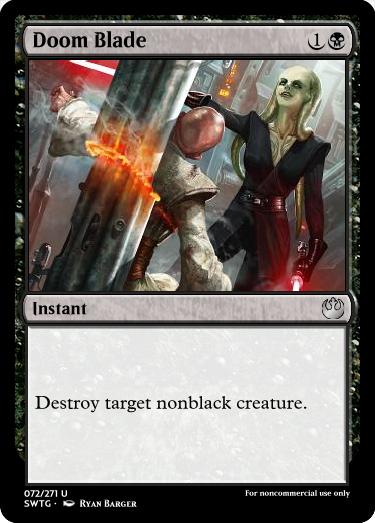 Doom Blade 1
Instant
Destroy target nonblack creature.
072/271 U
For noncommercial use only
SWTG · Ryan Barger